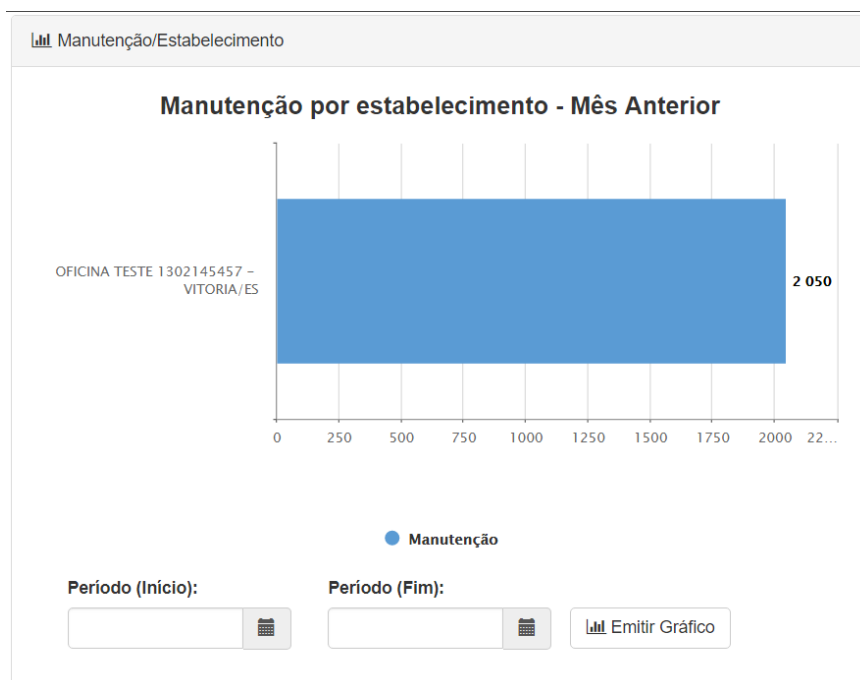 Manutenção/Estabelecimento
Manutenção por estabelecimento - Mês Anterior
OFICINA TESTE 1302145457 –
VITORIA/ES
2 050
0 250 500 750 1000 1250 1500 1750 2000 22...
Manutenção
Período (Início): Período (Fim):
Emitir Gráfico